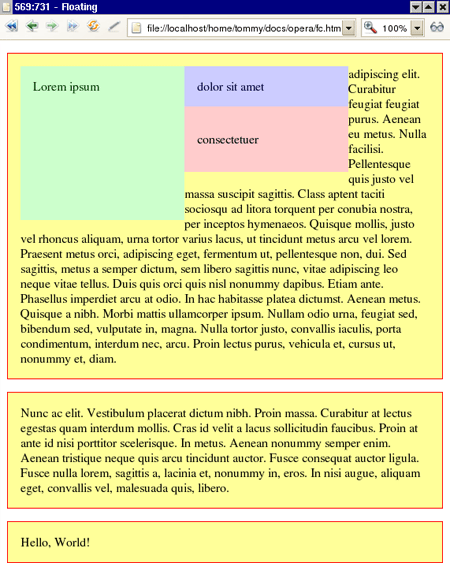 569:731 - Floating
file://localhost/home/tommy/docs/opera/fc.htm
100%
Lorem ipsum
dolor sit amet
consectetuer
adipiscing elit.
Curabitur
feugiat feugiat
purus. Aenean
eu metus. Nulla
facilisi.
Pellentesque
quis justo vel
massa suscipit sagittis. Class aptent taciti
sociosqu ad litora torquent per conubia nostra,
per inceptos hymenaeos. Quisque mollis, justo
vel rhoncus aliquam, urna tortor varius lacus, ut tincidunt metus arcu vel lorem.
Praesent metus orci, adipiscing eget, fermentum ut, pellentesque non, dui. Sed
sagittis, metus a semper dictum, sem libero sagittis nunc, vitae adipiscing leo
neque vitae tellus. Duis quis orci quis nisl nonummy dapibus. Etiam ante.
Phasellus imperdiet arcu at odio. In hac habitasse platea dictumst. Aenean metus.
Quisque a nibh. Morbi mattis ullamcorper ipsum. Nullam odio urna, feugiat sed,
bibendum sed, vulputate in, magna. Nulla tortor justo, convallis iaculis, porta
condimentum, interdum nec, arcu. Proin lectus purus, vehicula et, cursus ut,
nonummy et, diam.
Nunc ac elit. Vestibulum placerat dictum nibh. Proin massa. Curabitur at lectus
egestas quam interdum mollis. Cras id velit a lacus sollicitudin faucibus. Proin at
ante id nisi porttitor scelerisque. In metus. Aenean nonummy semper enim.
Aenean tristique neque quis arcu tincidunt auctor. Fusce consequat auctor ligula.
Fusce nulla lorem, sagittis a, lacinia et, nonummy in, eros. In nisi augue, aliquam
eget, convallis vel, malesuada quis, libero.
Hello, World!